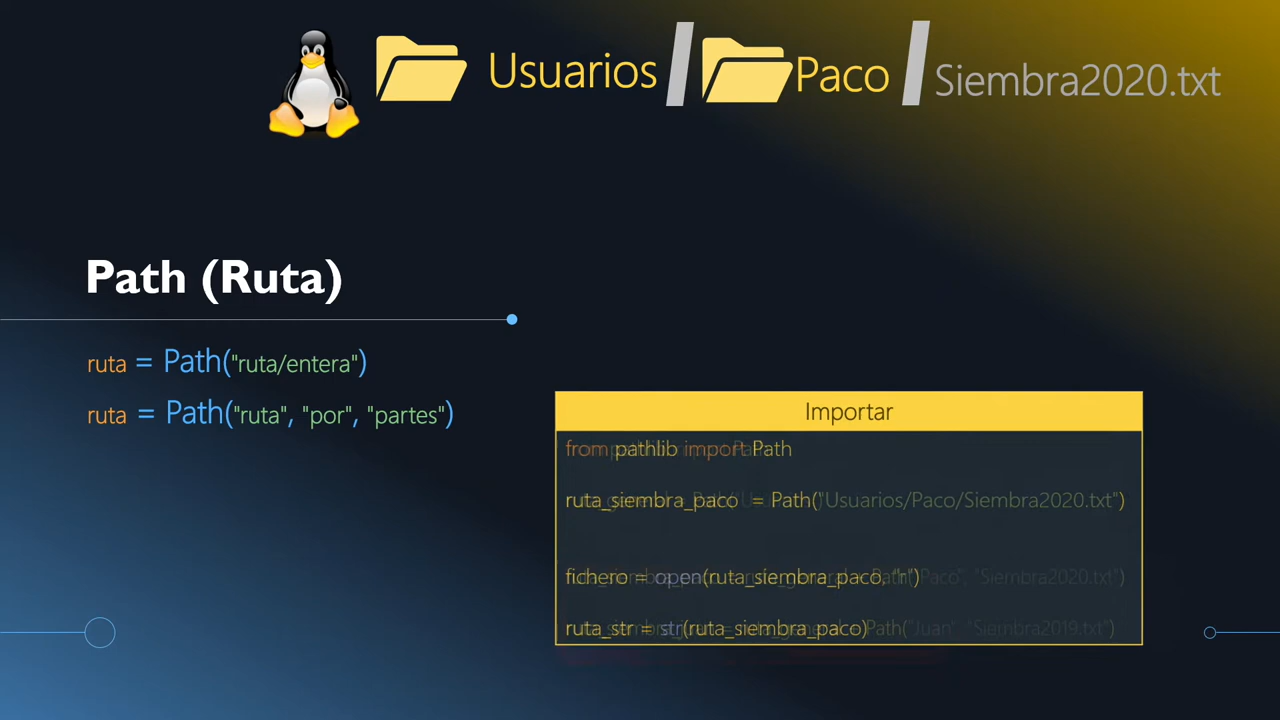 Usuarios / Paco / Siembra2020.txt
Path (Ruta)
ruta = Path("ruta/entera")
ruta = Path("ruta", "por", "partes")
Importar
from pathlib import Path
ruta_siembra_paco = Path("Usuarios/Paco/Siembra2020.txt")
fichero = open(ruta_siembra_paco, "r")
ruta_str = str(ruta_siembra_paco)